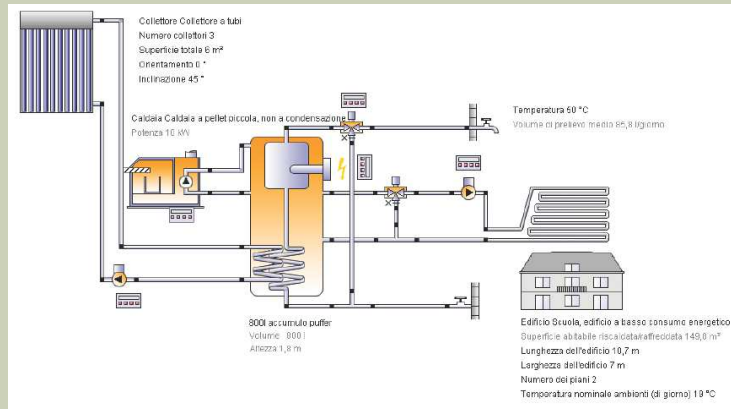 Collettore Collettore a tubi
Numero collettori 3
Superficie totale 6 m²
Orientamento 0 °
Inclinazione 45 °
Caldaia Caldaia a pellet piccola, non a condensazione
Potenza 10 kW
Temperatura 60 °C
Volume di prelievo medio 85,8 l/giorno
800l accumulo puffer
Volume 800 l
Altezza 1,8 m
Edificio Scuola, edificio a basso consumo energetico
Superficie abitabile riscaldata/raffreddata 149,8 m²
Lunghezza dell'edificio 10,7 m
Larghezza dell'edificio 7 m
Numero dei piani 2
Temperatura nominale ambienti (di giorno) 19 °C